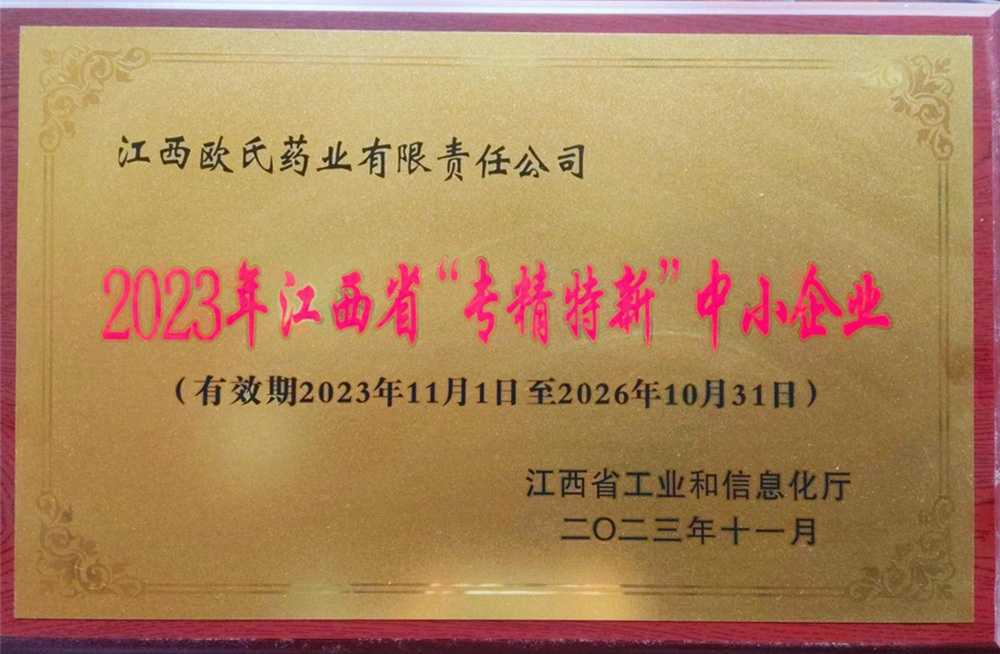 江西欧氏药业有限责任公司
2023年江西省“专精特新”中小企业
（有效期2023年11月1日至2026年10月31日）
江西省工业和信息化厅
二〇二三年十一月